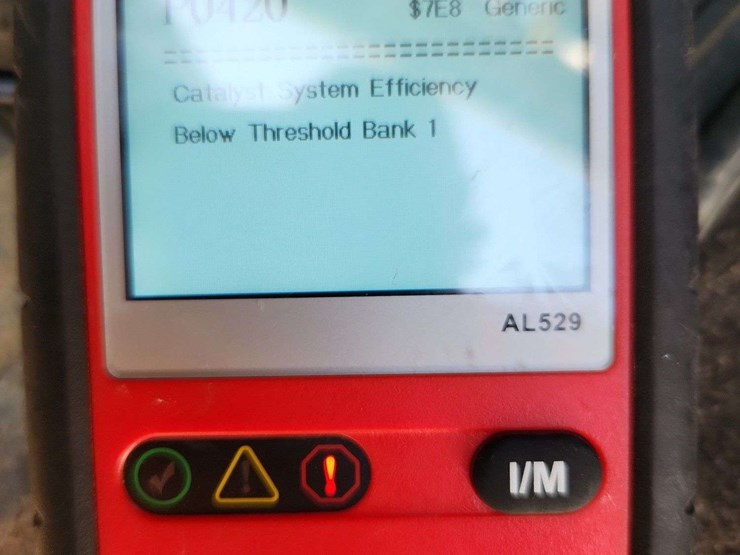 P0420 $7E8 Generic
============================
Catalyst System Efficiency
Below Threshold Bank 1
AL529
I/M